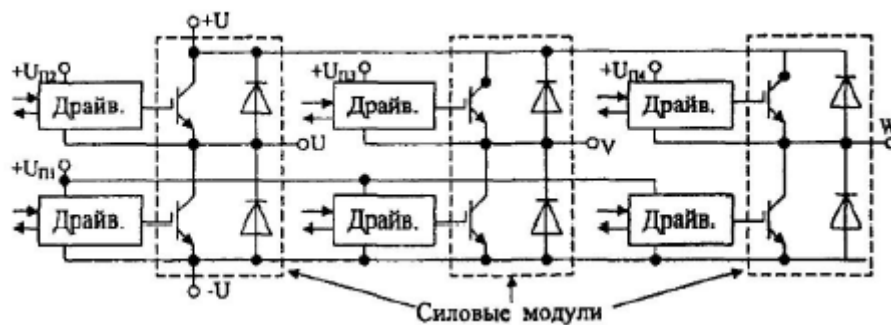 +U
+UП2
+UП3
+UП4
Драйв.
Драйв.
Драйв.
U
V
W
+UП1
Драйв.
Драйв.
Драйв.
-U
Силовые модули